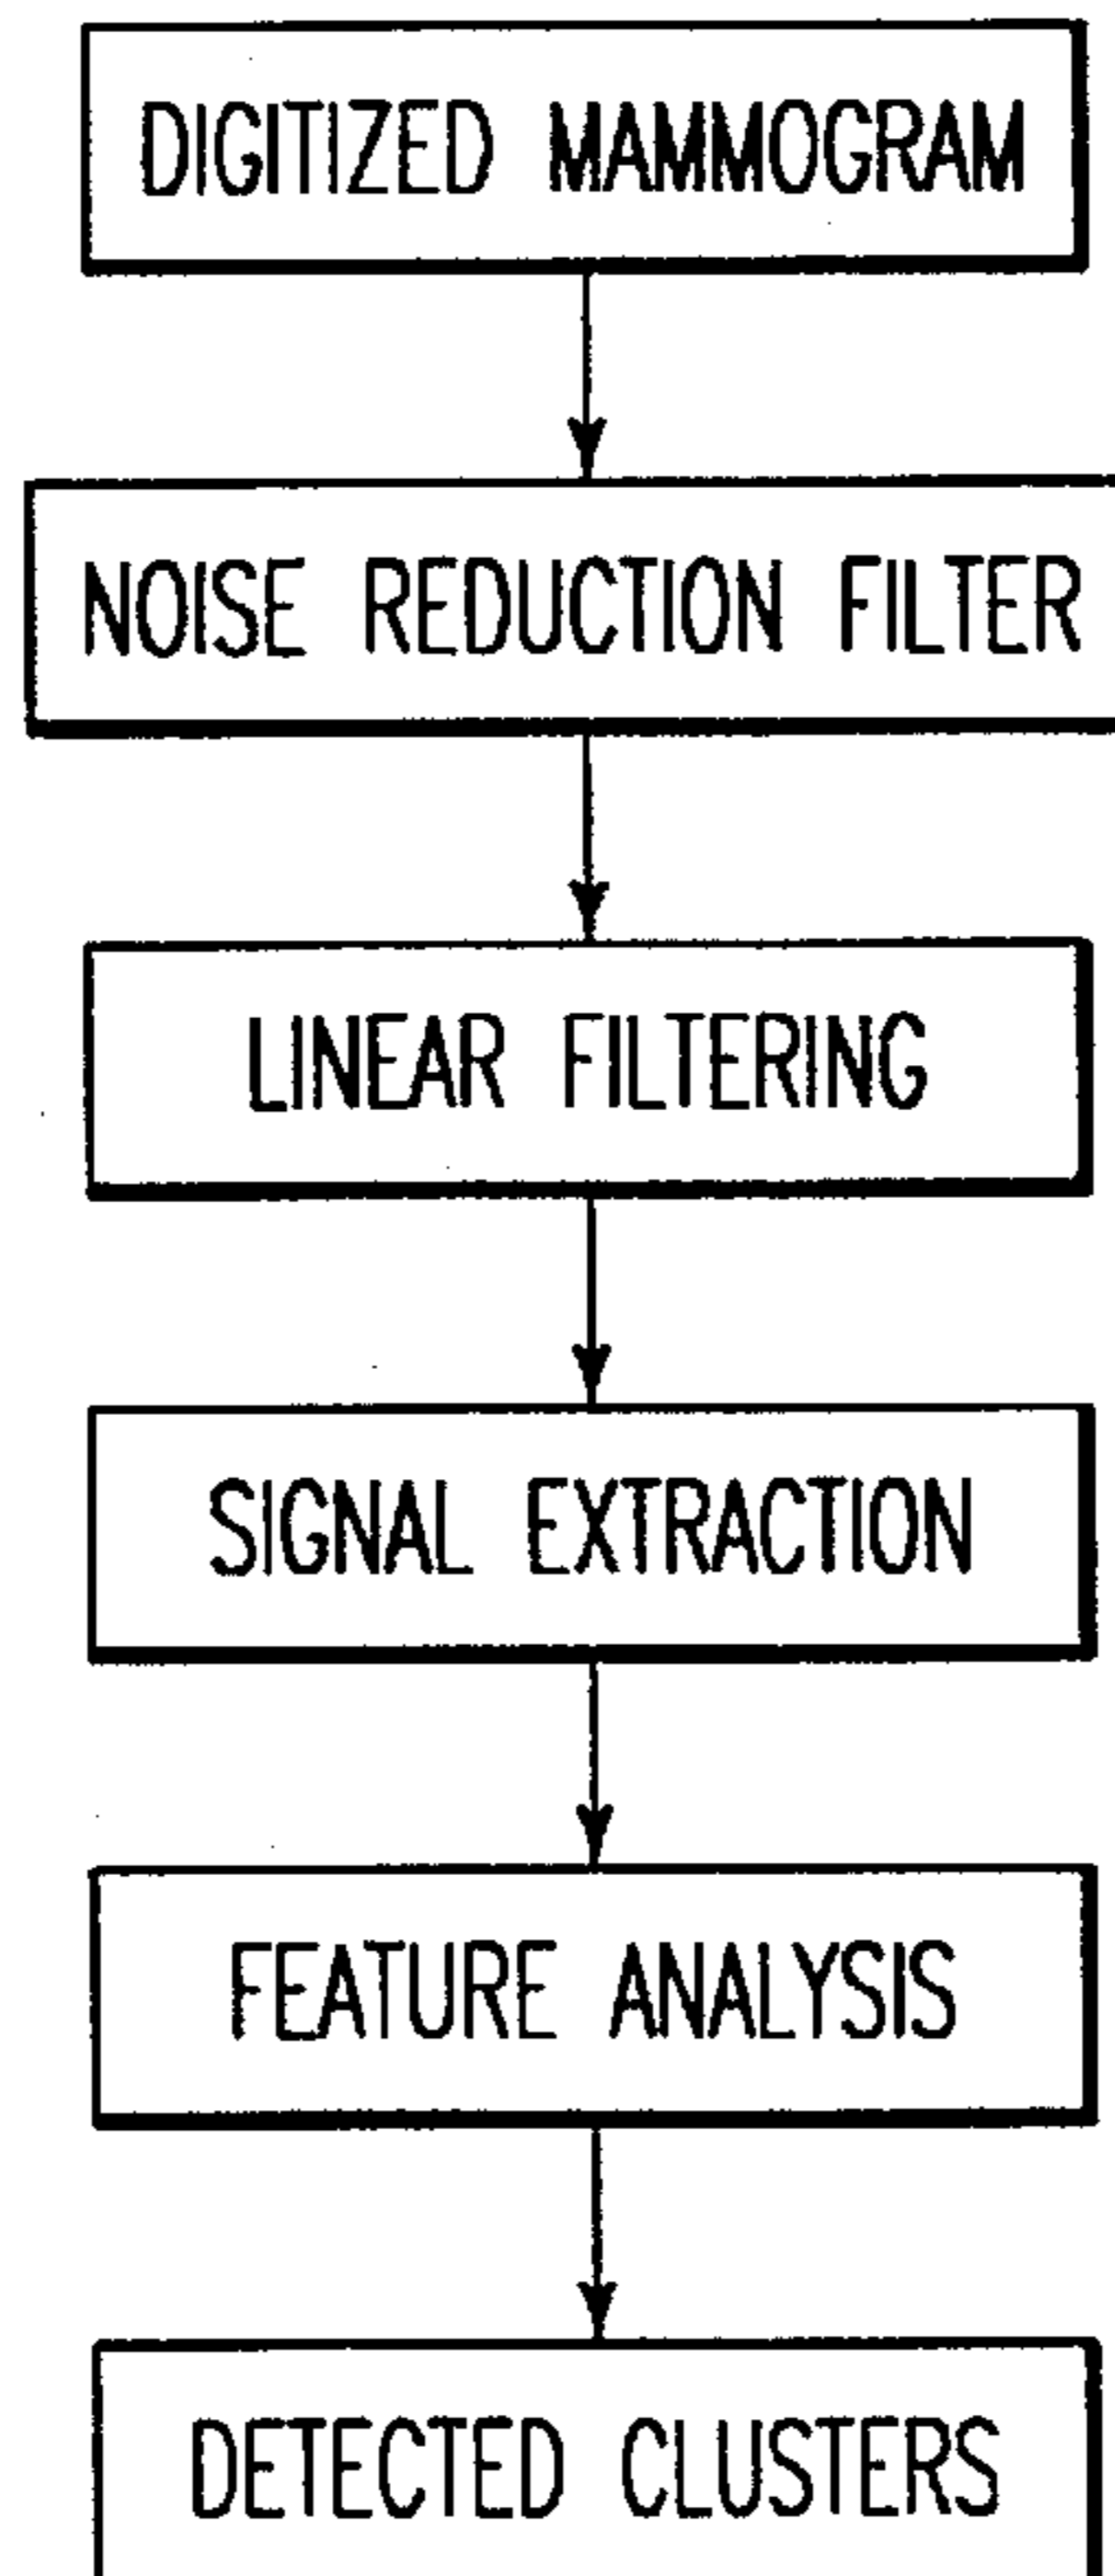 DIGITIZED MAMMOGRAM
NOISE REDUCTION FILTER
LINEAR FILTERING
SIGNAL EXTRACTION
FEATURE ANALYSIS
DETECTED CLUSTERS